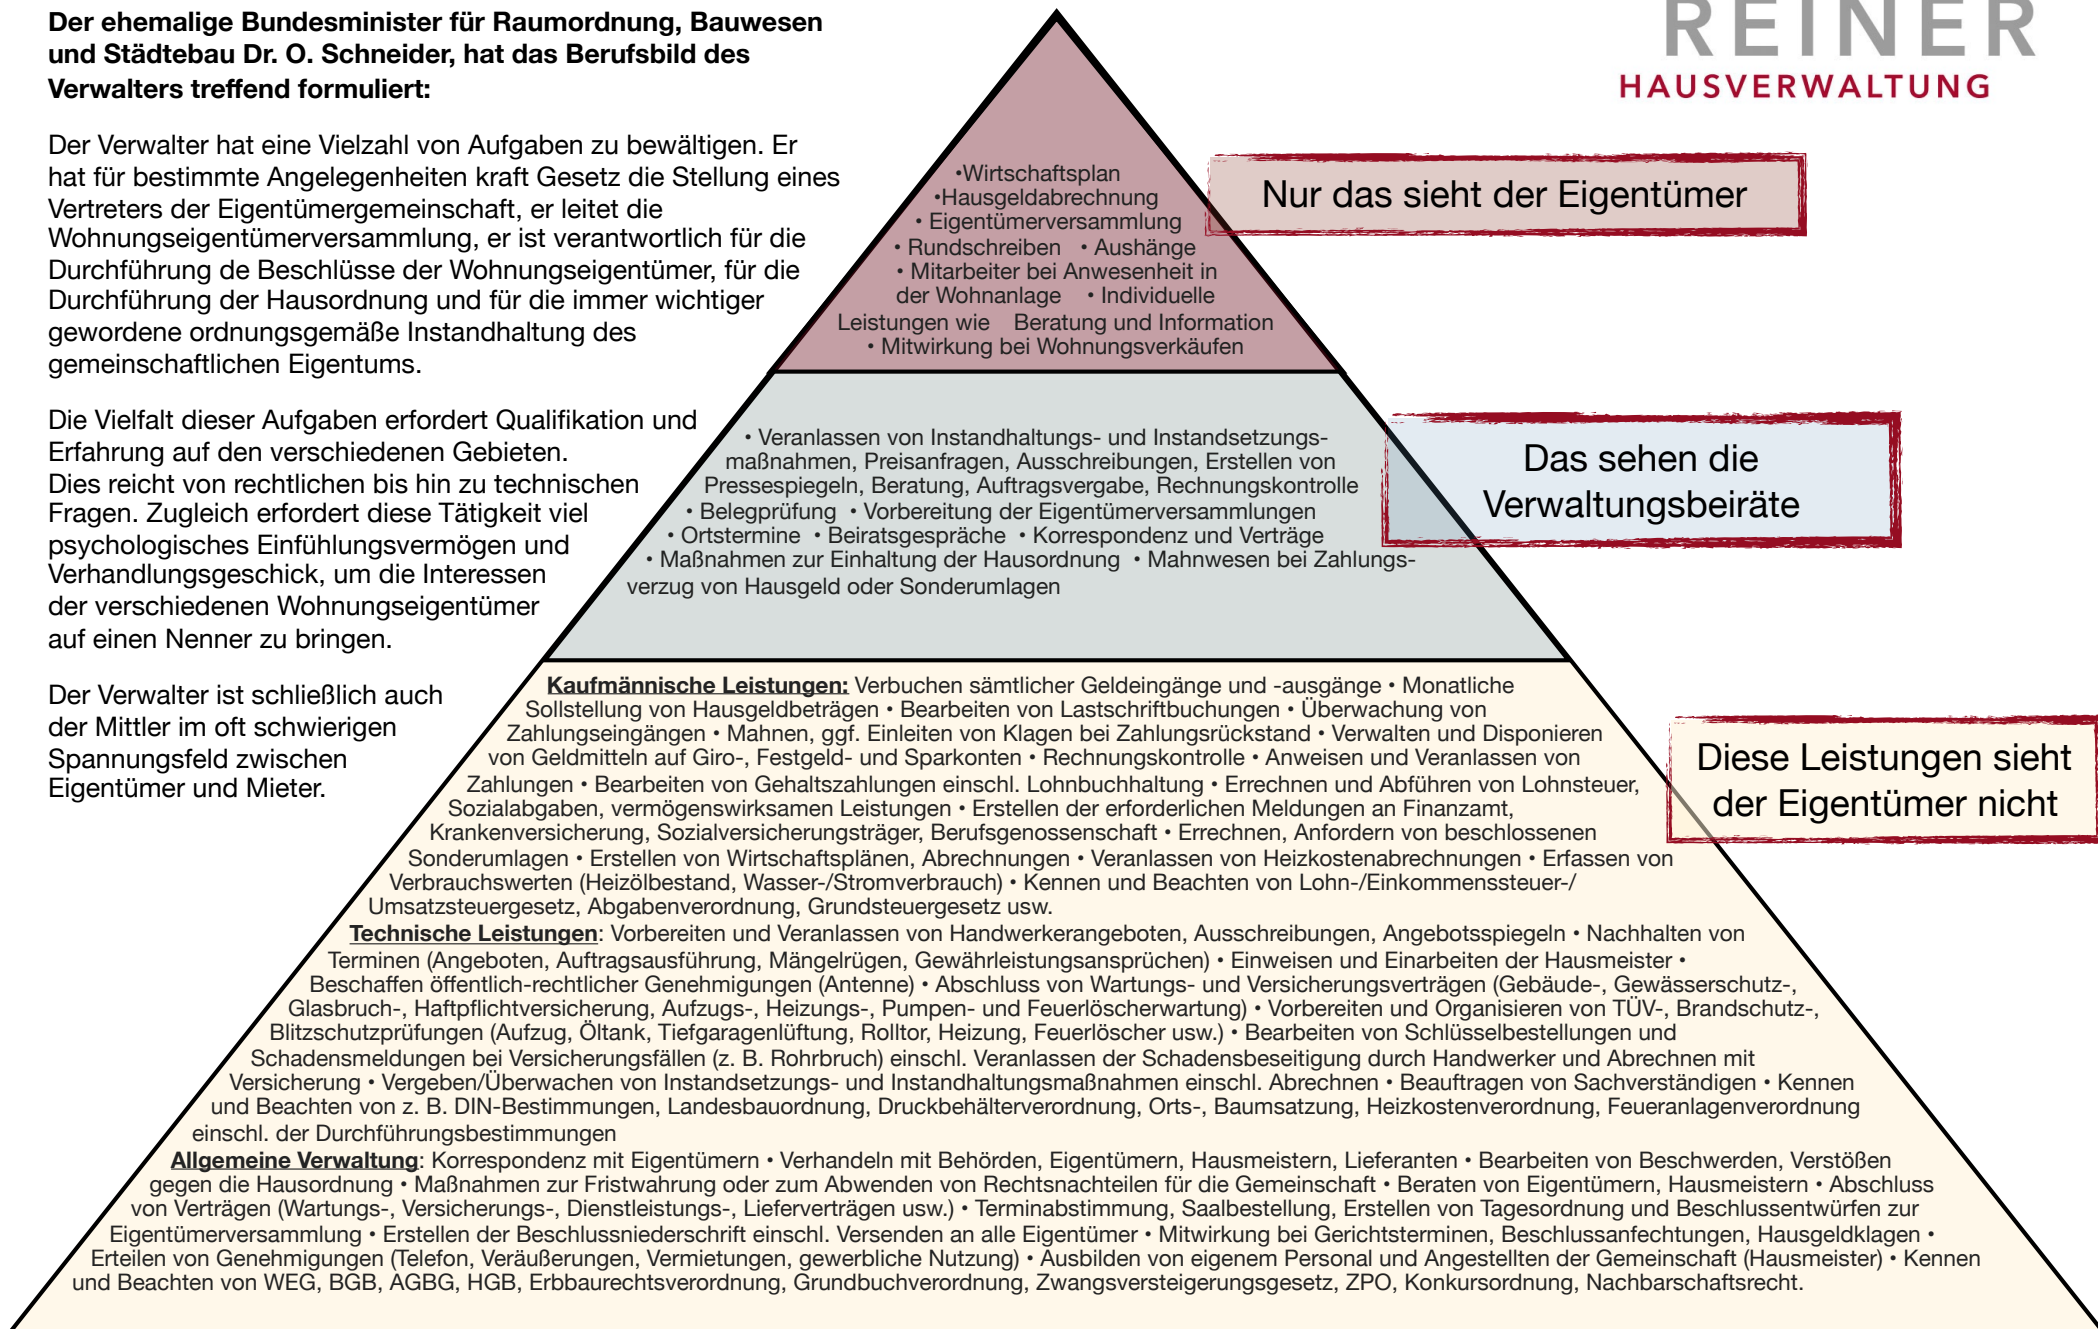 Der ehemalige Bundesminister für Raumordnung, Bauwesen
und Städtebau Dr. O. Schneider, hat das Berufsbild des
Verwalters treffend formuliert:
Der Verwalter hat eine Vielzahl von Aufgaben zu bewältigen. Er
hat für bestimmte Angelegenheiten kraft Gesetz die Stellung eines
Vertreters der Eigentümergemeinschaft, er leitet die
Wohnungseigentümerversammlung, er ist verantwortlich für die
Durchführung de Beschlüsse der Wohnungseigentümer, für die
Durchführung der Hausordnung und für die immer wichtiger
gewordene ordnungsgemäße Instandhaltung des
gemeinschaftlichen Eigentums.
Die Vielfalt dieser Aufgaben erfordert Qualifikation und
Erfahrung auf den verschiedenen Gebieten.
Dies reicht von rechtlichen bis hin zu technischen
Fragen. Zugleich erfordert diese Tätigkeit viel
psychologisches Einfühlungsvermögen und
Verhandlungsgeschick, um die Interessen
der verschiedenen Wohnungseigentümer
auf einen Nenner zu bringen.
Der Verwalter ist schließlich auch
der Mittler im oft schwierigen
Spannungsfeld zwischen
Eigentümer und Mieter.
REINER
HAUSVERWALTUNG
•Wirtschaftsplan
•Hausgeldabrechnung
• Eigentümerversammlung
• Rundschreiben • Aushänge
• Mitarbeiter bei Anwesenheit in
der Wohnanlage • Individuelle
Leistungen wie Beratung und Information
• Mitwirkung bei Wohnungsverkäufen
Nur das sieht der Eigentümer
• Veranlassen von Instandhaltungs- und Instandsetzungs-
maßnahmen, Preisanfragen, Ausschreibungen, Erstellen von
Pressespiegeln, Beratung, Auftragsvergabe, Rechnungskontrolle
• Belegprüfung • Vorbereitung der Eigentümerversammlungen
• Ortstermine • Beiratsgespräche • Korrespondenz und Verträge
• Maßnahmen zur Einhaltung der Hausordnung • Mahnwesen bei Zahlungs-
verzug von Hausgeld oder Sonderumlagen
Das sehen die
Verwaltungsbeiräte
Kaufmännische Leistungen: Verbuchen sämtlicher Geldeingänge und -ausgänge • Monatliche
Sollstellung von Hausgeldbeträgen • Bearbeiten von Lastschriftbuchungen • Überwachung von
Zahlungseingängen • Mahnen, ggf. Einleiten von Klagen bei Zahlungsrückstand • Verwalten und Disponieren
von Geldmitteln auf Giro-, Festgeld- und Sparkonten • Rechnungskontrolle • Anweisen und Veranlassen von
Zahlungen • Bearbeiten von Gehaltszahlungen einschl. Lohnbuchhaltung • Errechnen und Abführen von Lohnsteuer,
Sozialabgaben, vermögenswirksamen Leistungen • Erstellen der erforderlichen Meldungen an Finanzamt,
Krankenversicherung, Sozialversicherungsträger, Berufsgenossenschaft • Errechnen, Anfordern von beschlossenen
Sonderumlagen • Erstellen von Wirtschaftsplänen, Abrechnungen • Veranlassen von Heizkostenabrechnungen • Erfassen von
Verbrauchswerten (Heizölbestand, Wasser-/Stromverbrauch) • Kennen und Beachten von Lohn-/Einkommenssteuer-/
Umsatzsteuergesetz, Abgabenverordnung, Grundsteuergesetz usw.
Diese Leistungen sieht
der Eigentümer nicht
Technische Leistungen: Vorbereiten und Veranlassen von Handwerkerangeboten, Ausschreibungen, Angebotsspiegeln • Nachhalten von
Terminen (Angeboten, Auftragsausführung, Mängelrügen, Gewährleistungsansprüchen) • Einweisen und Einarbeiten der Hausmeister •
Beschaffen öffentlich-rechtlicher Genehmigungen (Antenne) • Abschluss von Wartungs- und Versicherungsverträgen (Gebäude-, Gewässerschutz-,
Glasbruch-, Haftpflichtversicherung, Aufzugs-, Heizungs-, Pumpen- und Feuerlöscherwartung) • Vorbereiten und Organisieren von TÜV-, Brandschutz-,
Blitzschutzprüfungen (Aufzug, Öltank, Tiefgaragenlüftung, Rolltor, Heizung, Feuerlöscher usw.) • Bearbeiten von Schlüsselbestellungen und
Schadensmeldungen bei Versicherungsfällen (z. B. Rohrbruch) einschl. Veranlassen der Schadensbeseitigung durch Handwerker und Abrechnen mit
Versicherung • Vergeben/Überwachen von Instandsetzungs- und Instandhaltungsmaßnahmen einschl. Abrechnen • Beauftragen von Sachverständigen • Kennen
und Beachten von z. B. DIN-Bestimmungen, Landesbauordnung, Druckbehälterverordnung, Orts-, Baumsatzung, Heizkostenverordnung, Feueranlagenverordnung
einschl. der Durchführungsbestimmungen
Allgemeine Verwaltung: Korrespondenz mit Eigentümern • Verhandeln mit Behörden, Eigentümern, Hausmeistern, Lieferanten • Bearbeiten von Beschwerden, Verstößen
gegen die Hausordnung • Maßnahmen zur Fristwahrung oder zum Abwenden von Rechtsnachteilen für die Gemeinschaft • Beraten von Eigentümern, Hausmeistern • Abschluss
von Verträgen (Wartungs-, Versicherungs-, Dienstleistungs-, Lieferverträgen usw.) • Terminabstimmung, Saalbestellung, Erstellen von Tagesordnung und Beschlussentwürfen zur
Eigentümerversammlung • Erstellen der Beschlussniederschrift einschl. Versenden an alle Eigentümer • Mitwirkung bei Gerichtsterminen, Beschlussanfechtungen, Hausgeldklagen •
Erteilen von Genehmigungen (Telefon, Veräußerungen, Vermietungen, gewerbliche Nutzung) • Ausbilden von eigenem Personal und Angestellten der Gemeinschaft (Hausmeister) • Kennen
und Beachten von WEG, BGB, AGBG, HGB, Erbbaurechtsverordnung, Grundbuchverordnung, Zwangsversteigerungsgesetz, ZPO, Konkursordnung, Nachbarschaftsrecht.